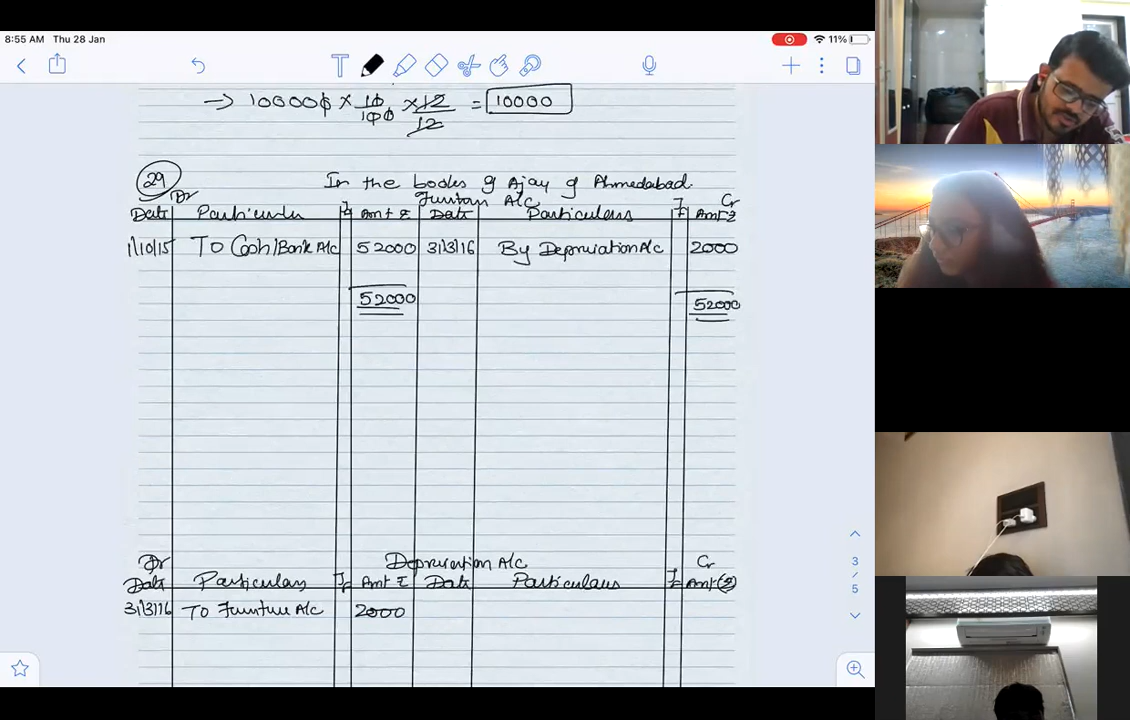 8:55 AM Thu 28 Jan
11%
→ 100000 × 10/100 × 12/12 = 10000
29 In the books of Ajay of Ahmedabad.
Dr Furniture A/c Cr
Date Particulars J.F Amt ₹ Date Particulars J.F Amt ₹
1/10/15 To Cash/Bank A/c 52000 31/3/16 By Depreciation A/c 2000
52000 52000
Dr Depreciation A/c Cr
Date Particulars J.F Amt ₹ Date Particulars J.F Amt (₹)
31/3/16 To Furniture A/c 2000
3
/
5